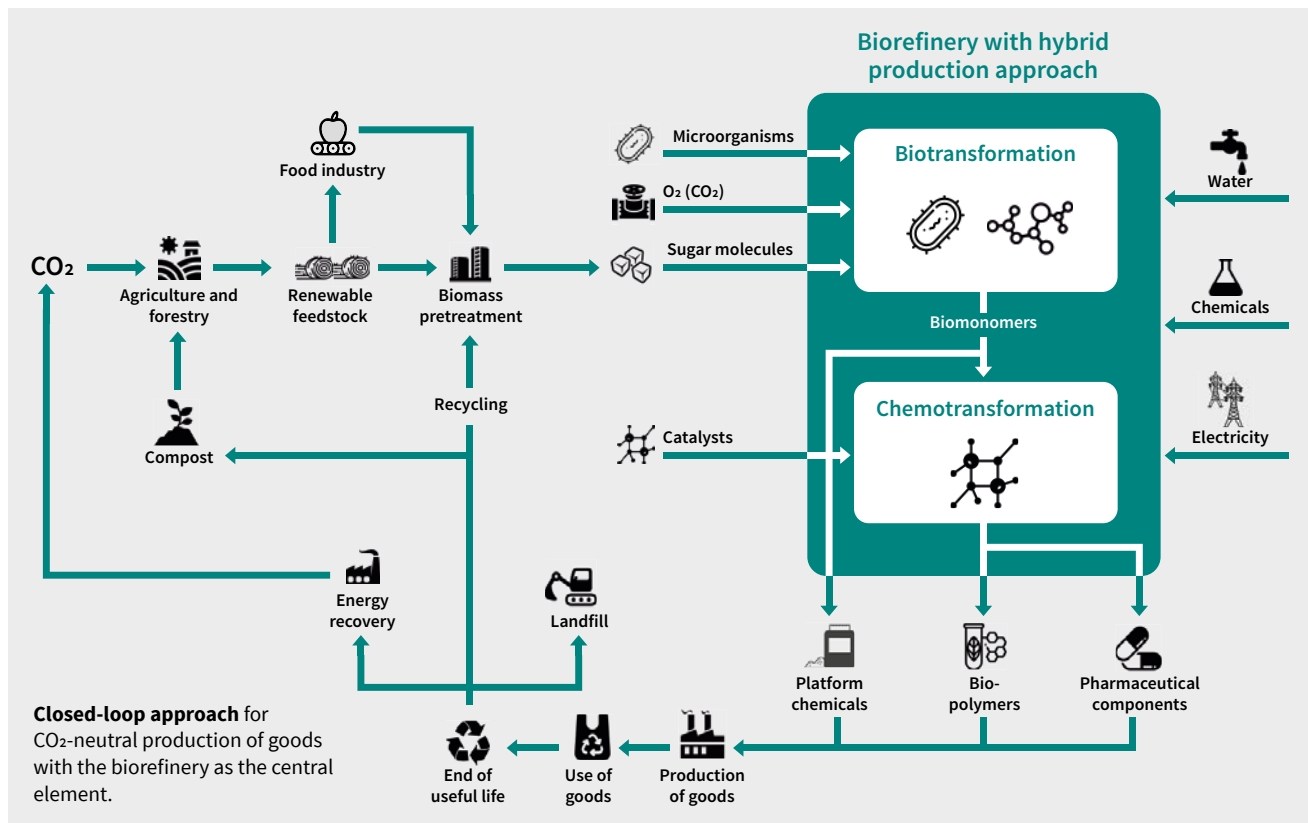 Biorefinery with hybrid
production approach
Food industry
CO₂
Agriculture and
forestry
Renewable
feedstock
Biomass
pretreatment
Microorganisms
O₂ (CO₂)
Sugar molecules
Biotransformation
Biomonomers
Chemotransformation
Catalysts
Water
Chemicals
Electricity
Recycling
Compost
Energy
recovery
Landfill
Platform
chemicals
Bio-
polymers
Pharmaceutical
components
End of
useful life
Use of
goods
Production
of goods
Closed-loop approach for
CO₂-neutral production of goods
with the biorefinery as the central
element.